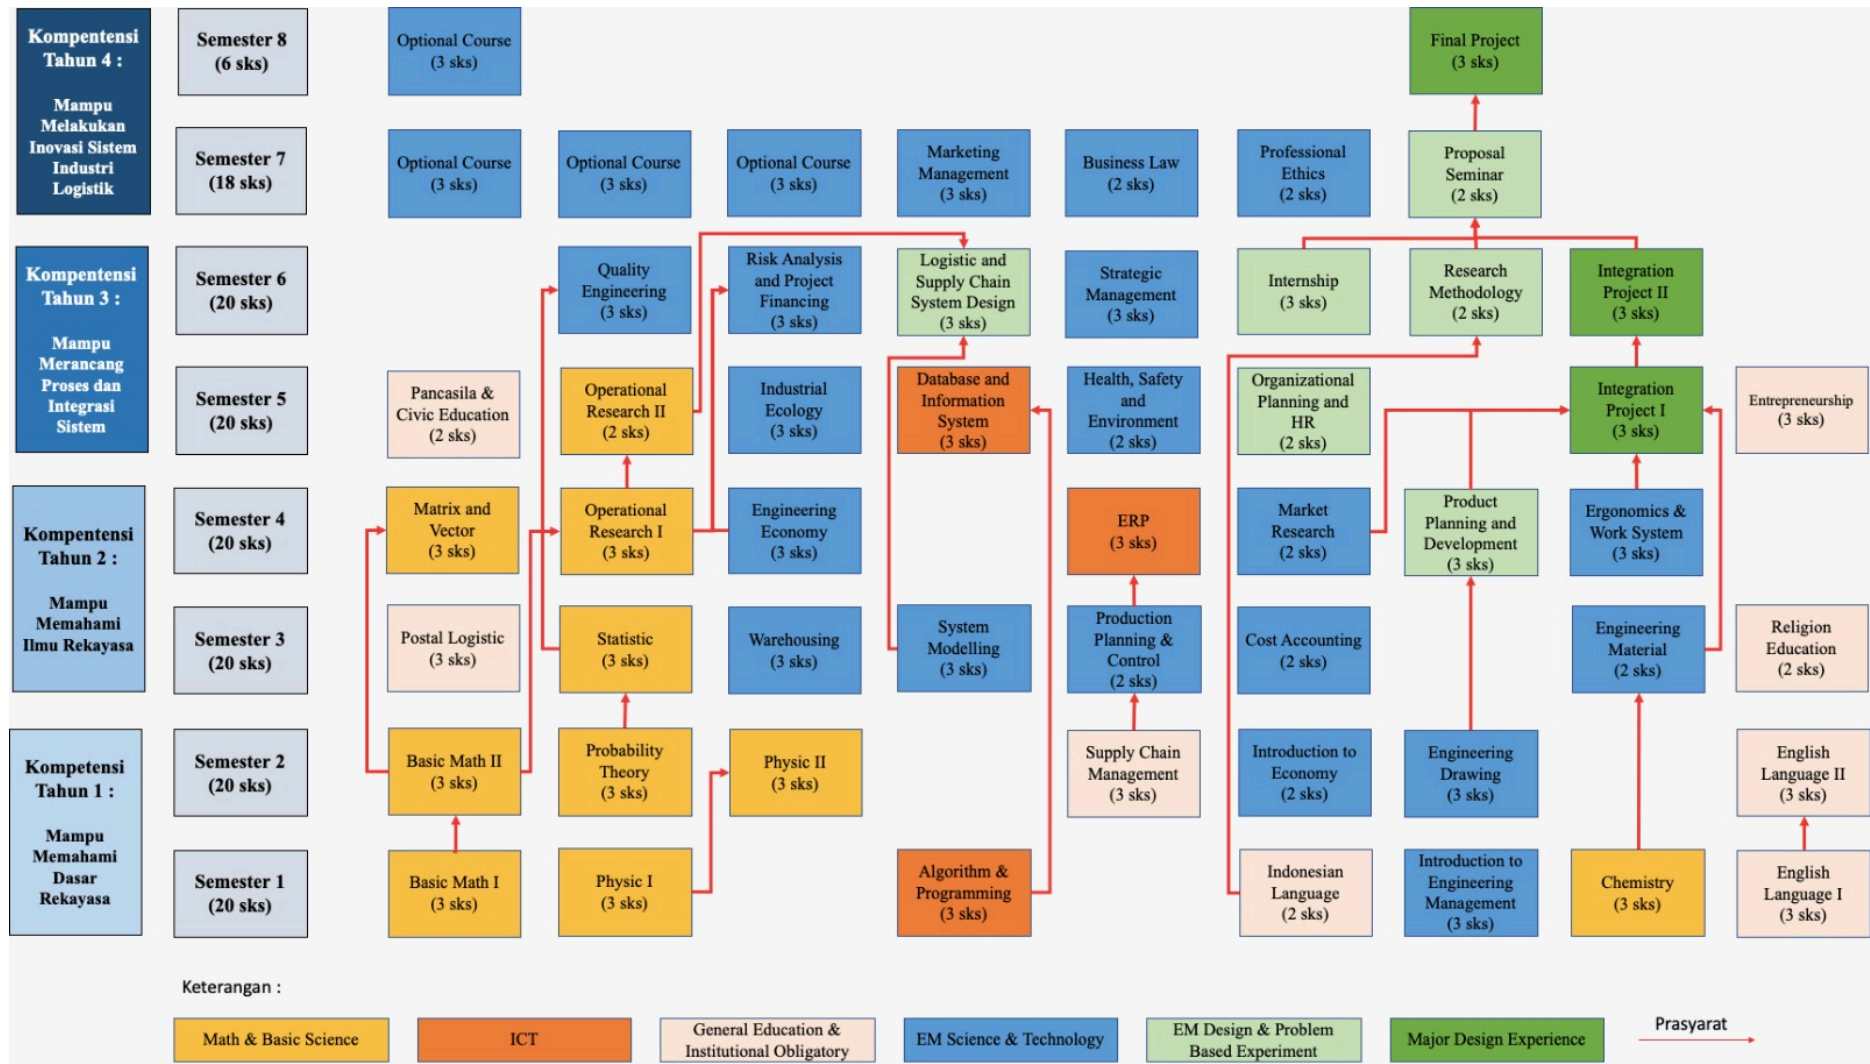 Kompentensi
Tahun 4 :
Mampu
Melakukan
Inovasi Sistem
Industri
Logistik
Semester 8
(6 sks)
Optional Course
(3 sks)
Final Project
(3 sks)
Semester 7
(18 sks)
Optional Course
(3 sks)
Optional Course
(3 sks)
Optional Course
(3 sks)
Marketing
Management
(3 sks)
Business Law
(2 sks)
Professional
Ethics
(2 sks)
Proposal
Seminar
(2 sks)
Kompentensi
Tahun 3 :
Mampu
Merancang
Proses dan
Integrasi
Sistem
Semester 6
(20 sks)
Quality
Engineering
(3 sks)
Risk Analysis
and Project
Financing
(3 sks)
Logistic and
Supply Chain
System Design
(3 sks)
Strategic
Management
(3 sks)
Internship
(3 sks)
Research
Methodology
(2 sks)
Integration
Project II
(3 sks)
Semester 5
(20 sks)
Pancasila &
Civic Education
(2 sks)
Operational
Research II
(2 sks)
Industrial
Ecology
(3 sks)
Database and
Information
System
(3 sks)
Health, Safety
and
Environment
(2 sks)
Organizational
Planning and
HR
(2 sks)
Integration
Project I
(3 sks)
Entrepreneurship
(3 sks)
Kompentensi
Tahun 2 :
Mampu
Memahami
Ilmu Rekayasa
Semester 4
(20 sks)
Matrix and
Vector
(3 sks)
Operational
Research I
(3 sks)
Engineering
Economy
(3 sks)
ERP
(3 sks)
Market
Research
(2 sks)
Product
Planning and
Development
(3 sks)
Ergonomics &
Work System
(3 sks)
Semester 3
(20 sks)
Postal Logistic
(3 sks)
Statistic
(3 sks)
Warehousing
(3 sks)
System
Modelling
(3 sks)
Production
Planning &
Control
(2 sks)
Cost Accounting
(2 sks)
Engineering
Material
(2 sks)
Religion
Education
(2 sks)
Kompetensi
Tahun 1 :
Mampu
Memahami
Dasar
Rekayasa
Semester 2
(20 sks)
Basic Math II
(3 sks)
Probability
Theory
(3 sks)
Physic II
(3 sks)
Supply Chain
Management
(3 sks)
Introduction to
Economy
(2 sks)
Engineering
Drawing
(3 sks)
English
Language II
(3 sks)
Semester 1
(20 sks)
Basic Math I
(3 sks)
Physic I
(3 sks)
Algorithm &
Programming
(3 sks)
Indonesian
Language
(2 sks)
Introduction to
Engineering
Management
(3 sks)
Chemistry
(3 sks)
English
Language I
(3 sks)
Keterangan :
Math & Basic Science
ICT
General Education &
Institutional Obligatory
EM Science & Technology
EM Design & Problem
Based Experiment
Major Design Experience
Prasyarat